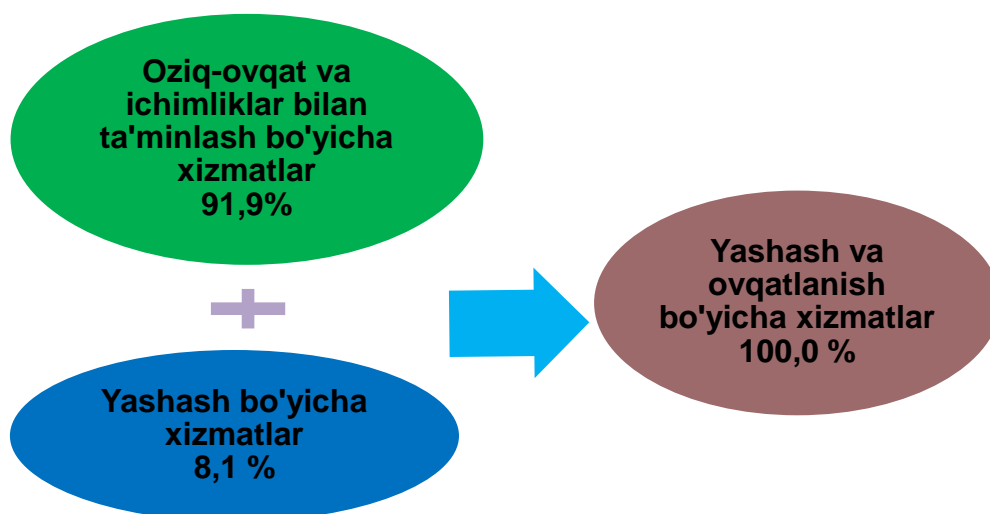 Oziq-ovqat va
ichimliklar bilan
ta'minlash bo'yicha
xizmatlar
91,9%
Yashash bo'yicha
xizmatlar
8,1 %
Yashash va
ovqatlanish
bo'yicha xizmatlar
100,0 %